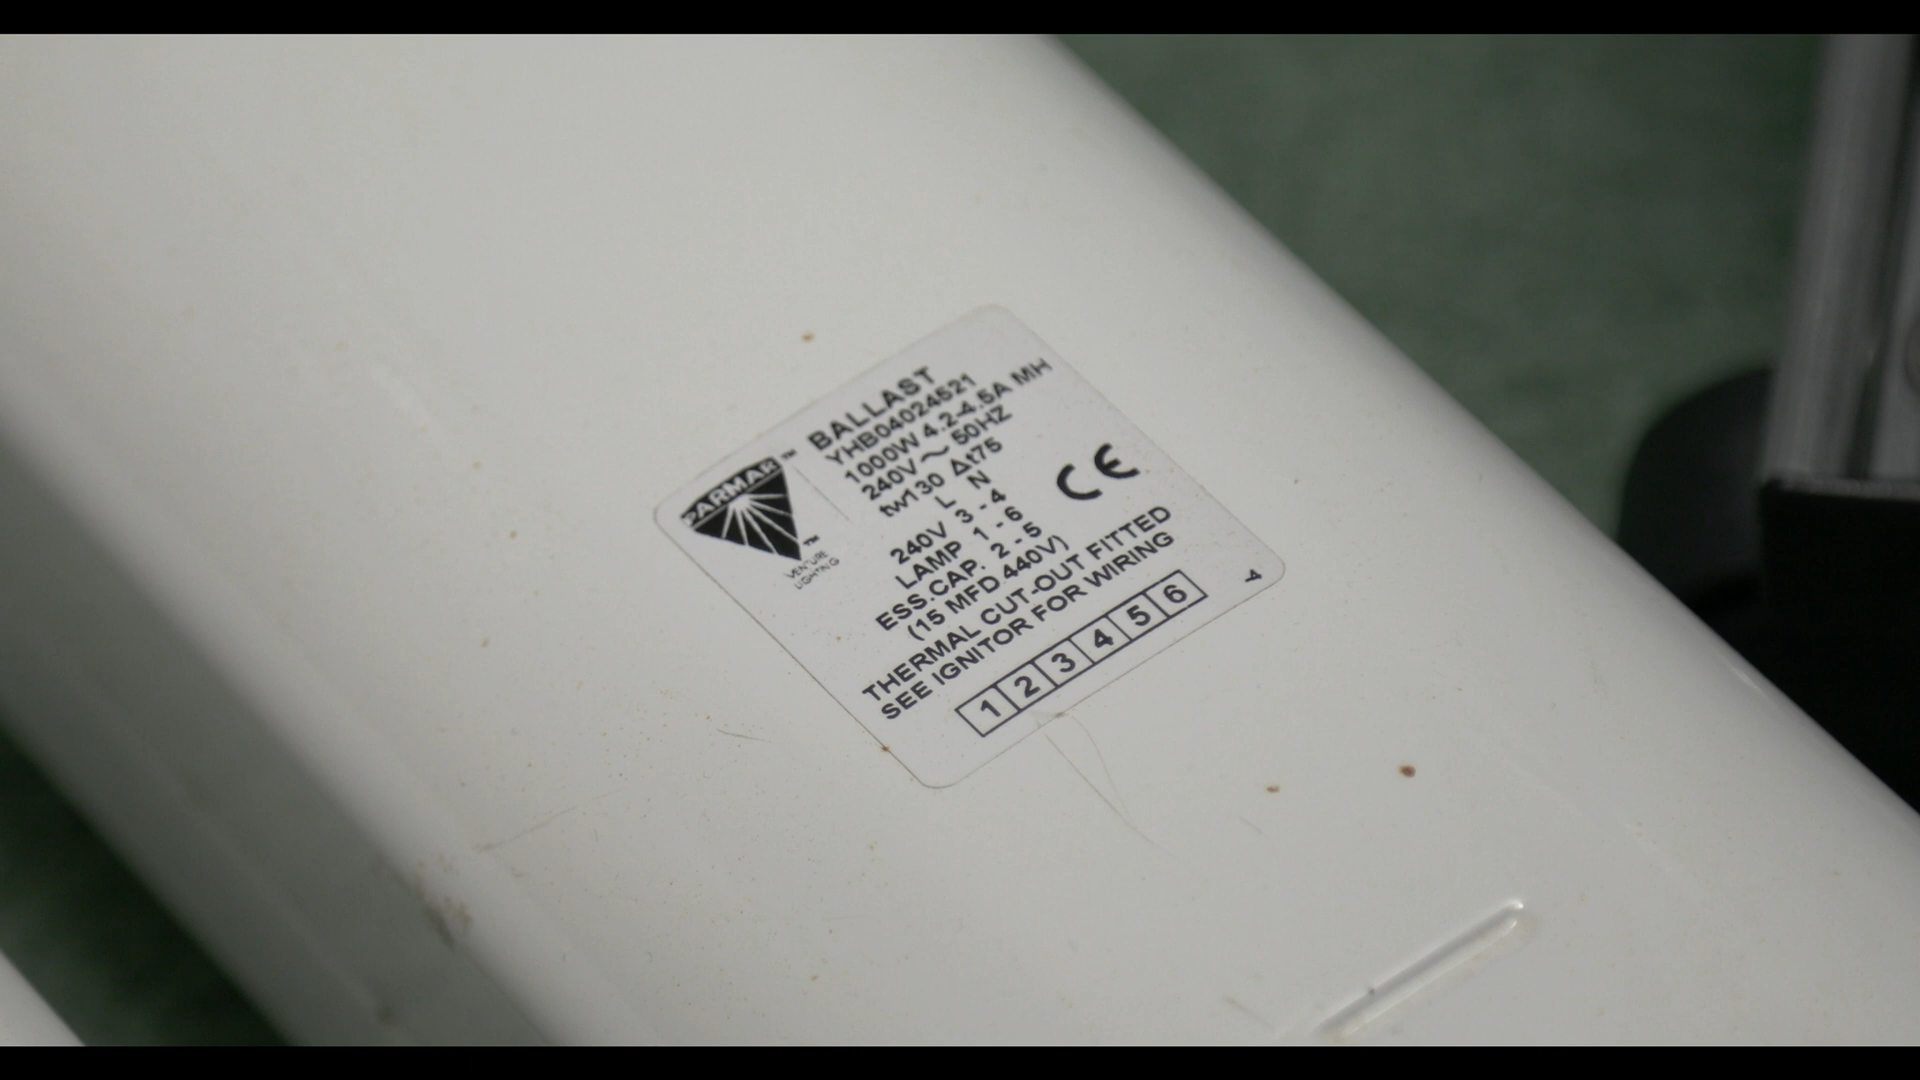 PARMAR™
™
VENTURE
LIGHTING
BALLAST
YHB04024521
1000W 4.2-4.5A MH
240V ~ 50HZ
tw130 Δt75
L N
240V 3 - 4
LAMP 1 - 6
ESS.CAP. 2 - 5
(15 MFD 440V)
CE
THERMAL CUT-OUT FITTED
SEE IGNITOR FOR WIRING
1 2 3 4 5 6